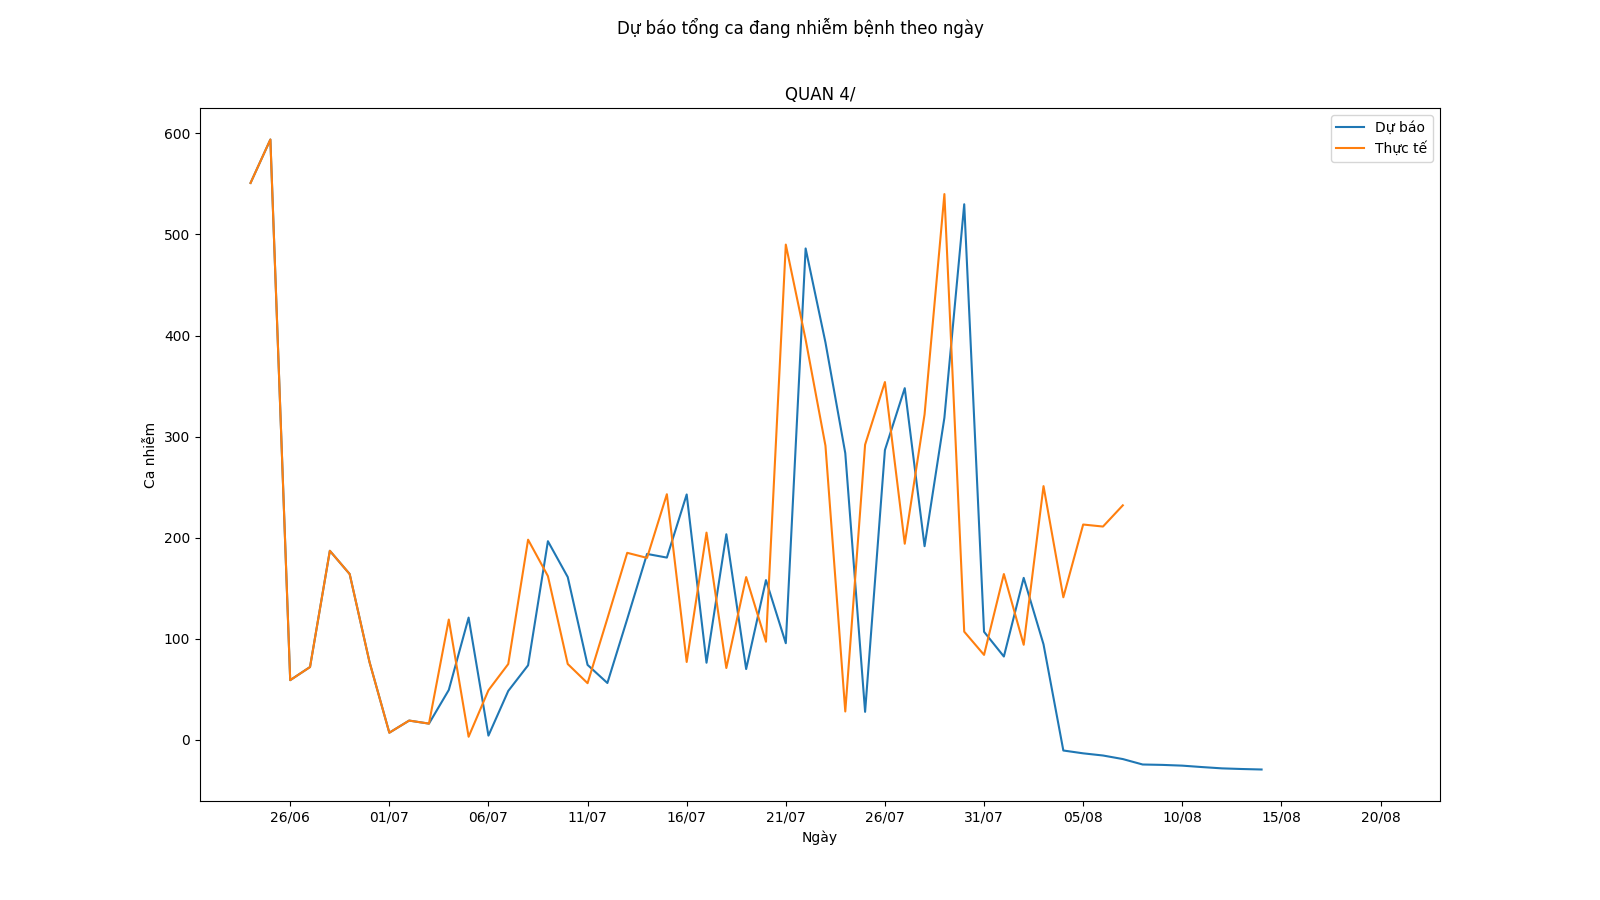 Dự báo tổng ca đang nhiễm bệnh theo ngày
QUAN 4/
Dự báo
Thực tế
600
500
400
300
200
100
0
Ca nhiễm
26/06 01/07 06/07 11/07 16/07 21/07 26/07 31/07 05/08 10/08 15/08 20/08
Ngày